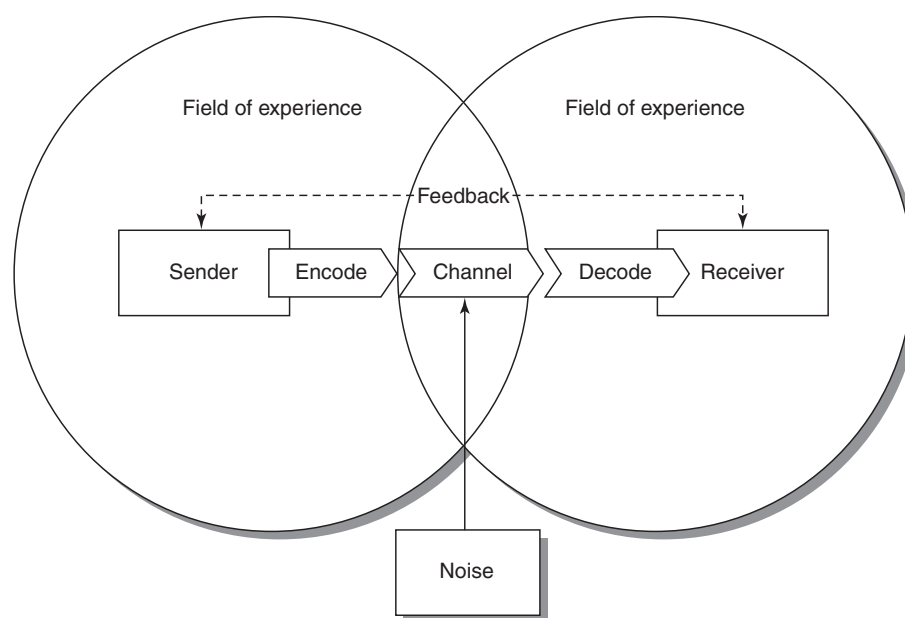 Field of experience
Field of experience
Feedback
Sender
Encode
Channel
Decode
Receiver
Noise